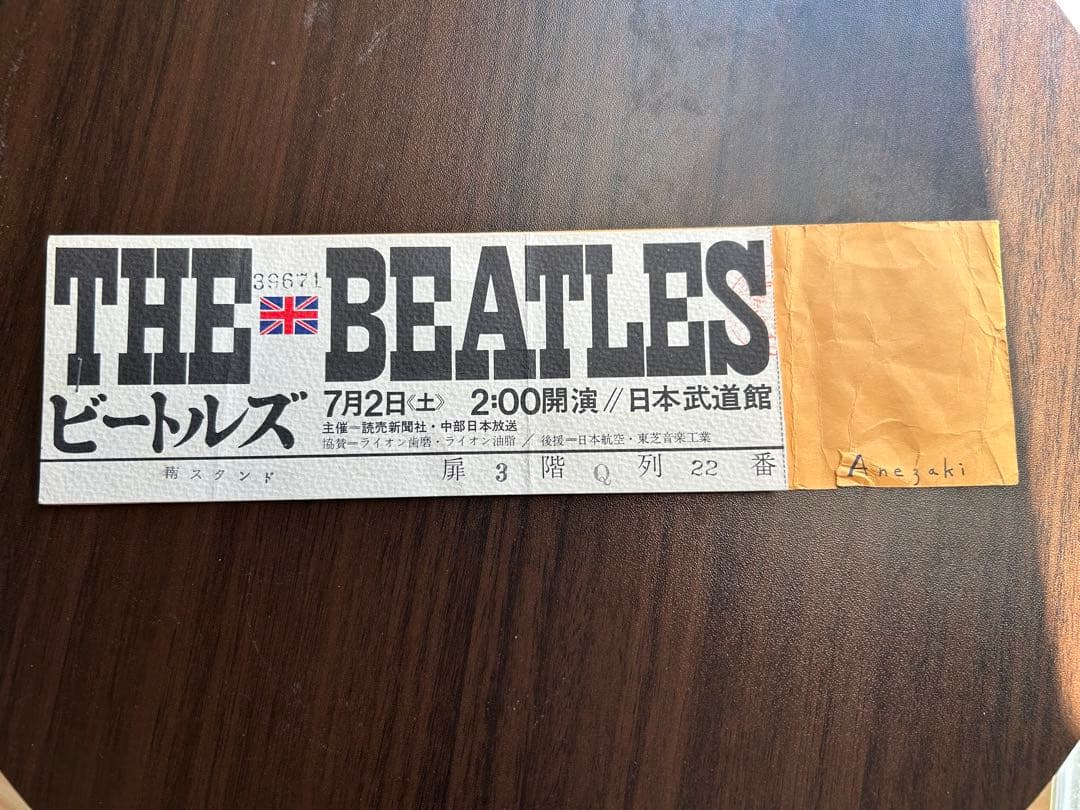 THE BEATLES
39671
ビートルズ
7月2日〈土〉 2:00開演//日本武道館
主催=読売新聞社・中部日本放送
協賛=ライオン歯磨・ライオン油脂/後援=日本航空・東芝音楽工業
南スタンド 扉 3 階 Q 列 22 番
Anezaki